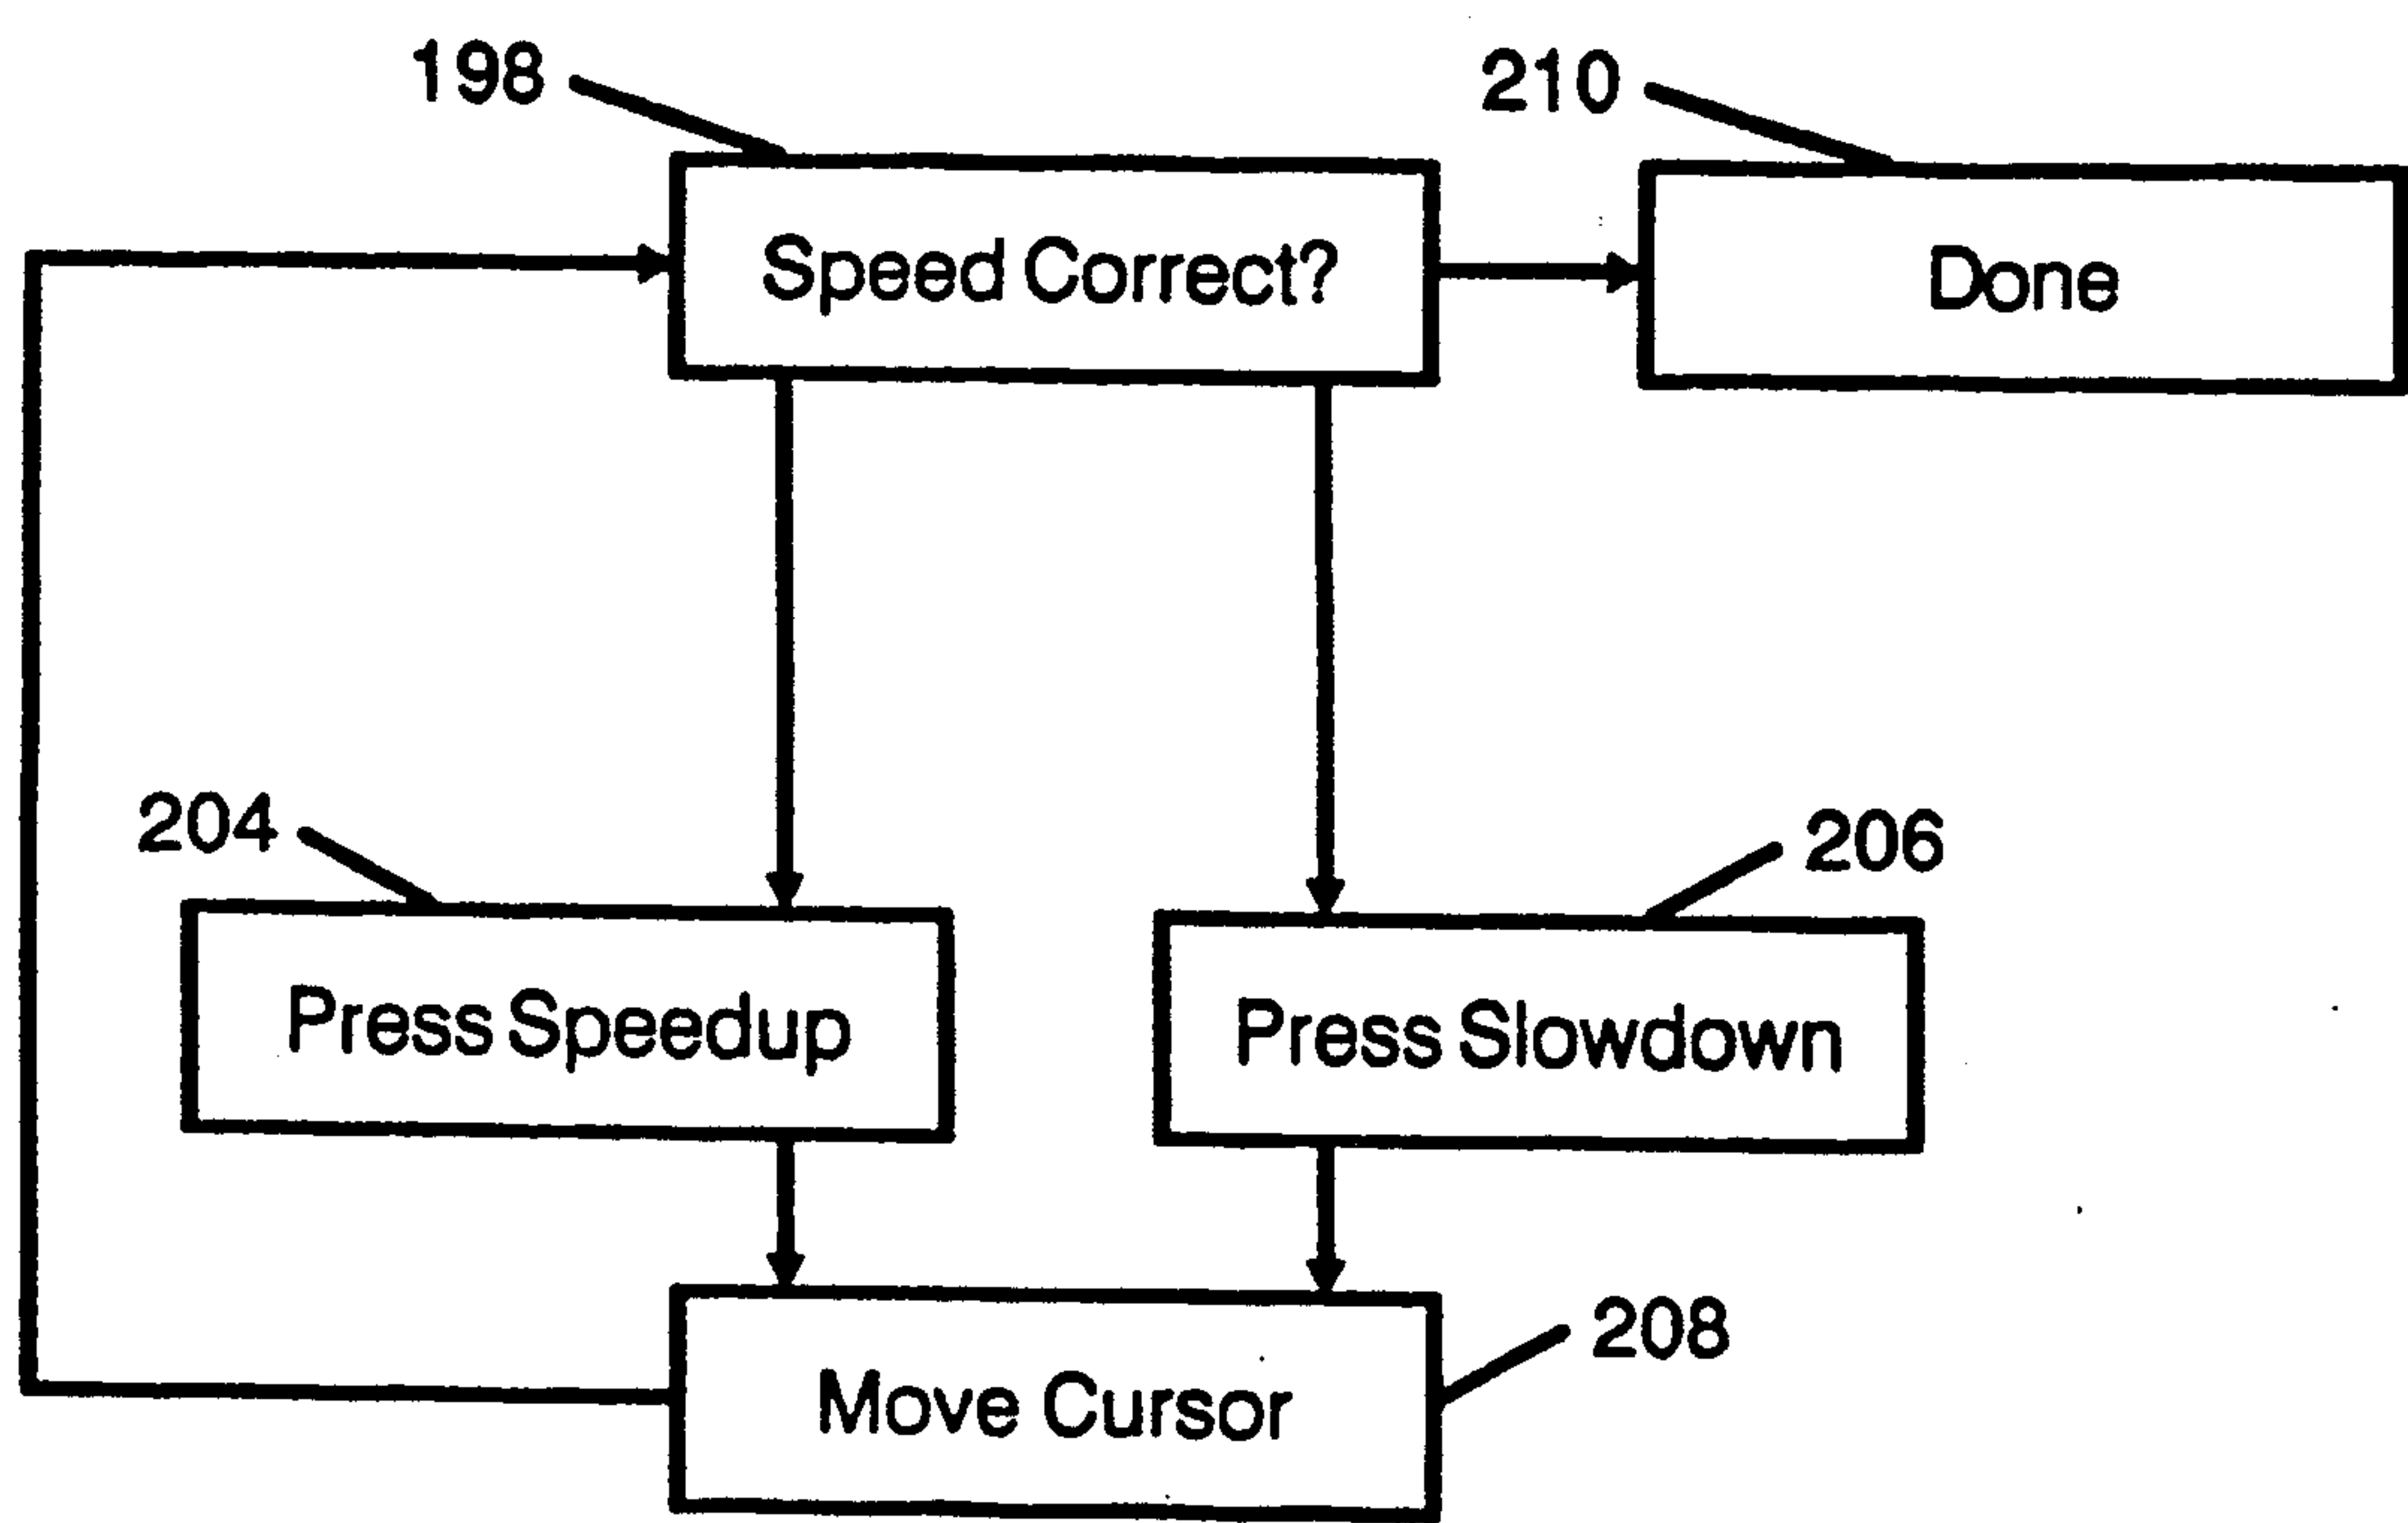 198
210
Speed Correct?
Done
204
206
Press Speedup
Press Slowdown
208
Move Cursor